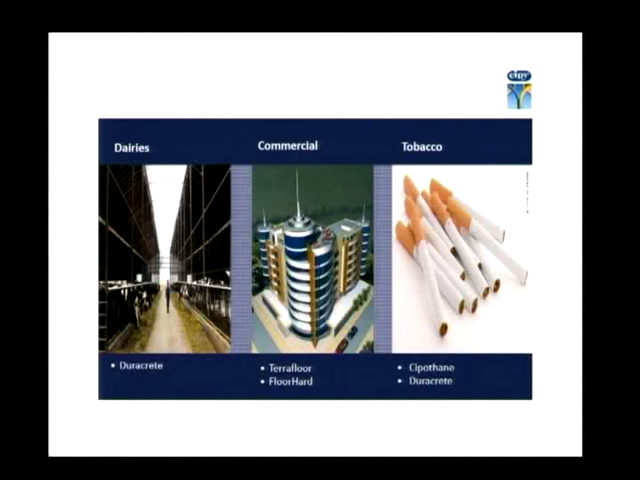 cipy
Dairies
Commercial
Tobacco
• Duracrete
• Terrafloor
• FloorHard
• Cipothane
• Duracrete